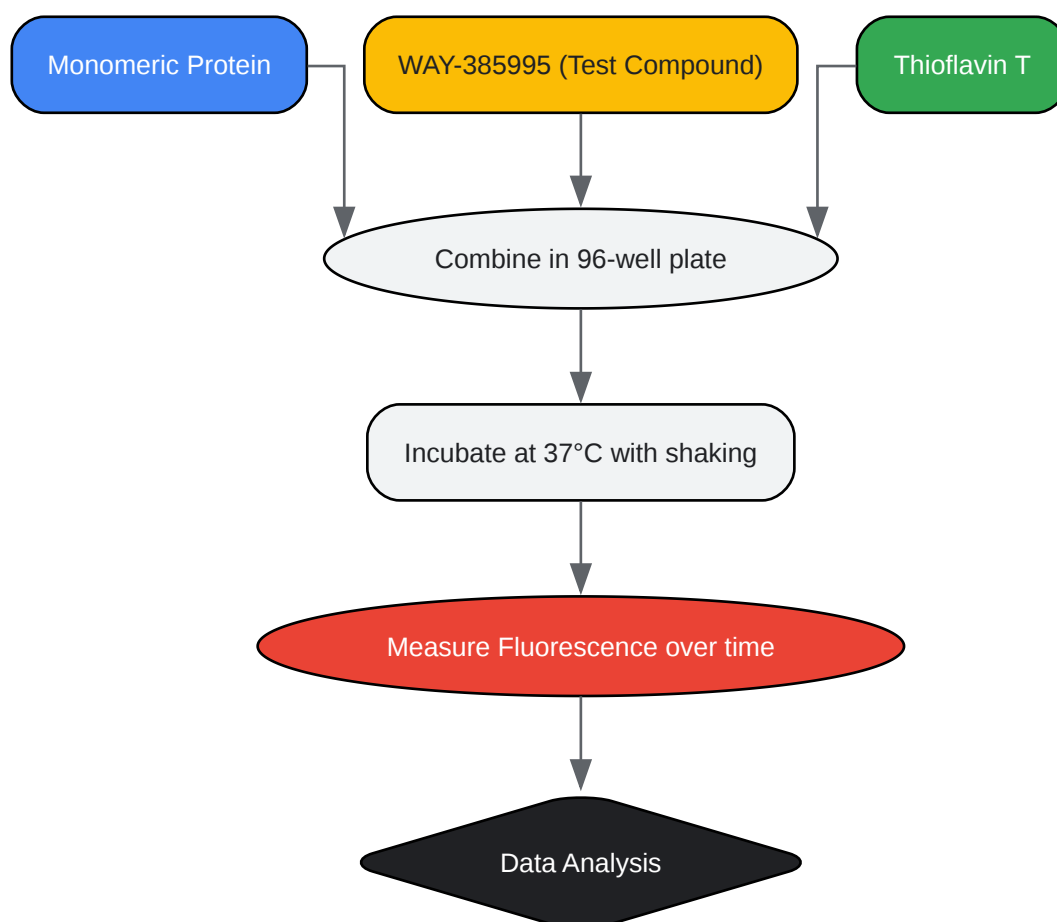 Monomeric Protein
WAY-385995 (Test Compound)
Thioflavin T
Combine in 96-well plate
Incubate at 37°C with shaking
Measure Fluorescence over time
Data Analysis